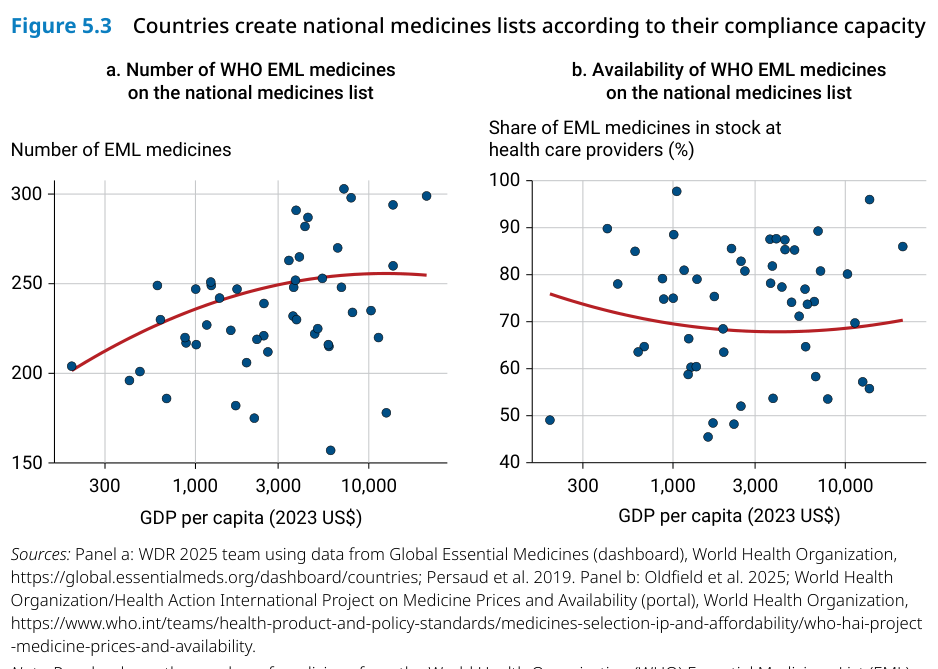 Figure 5.3 Countries create national medicines lists according to their compliance capacity
a. Number of WHO EML medicines
on the national medicines list
Number of EML medicines
300
250
200
150
300 1,000 3,000 10,000
GDP per capita (2023 US$)
b. Availability of WHO EML medicines
on the national medicines list
Share of EML medicines in stock at
health care providers (%)
100
90
80
70
60
50
40
300 1,000 3,000 10,000
GDP per capita (2023 US$)
Sources: Panel a: WDR 2025 team using data from Global Essential Medicines (dashboard), World Health Organization,
https://global.essentialmeds.org/dashboard/countries; Persaud et al. 2019. Panel b: Oldfield et al. 2025; World Health
Organization/Health Action International Project on Medicine Prices and Availability (portal), World Health Organization,
https://www.who.int/teams/health-product-and-policy-standards/medicines-selection-ip-and-affordability/who-hai-project
-medicine-prices-and-availability.